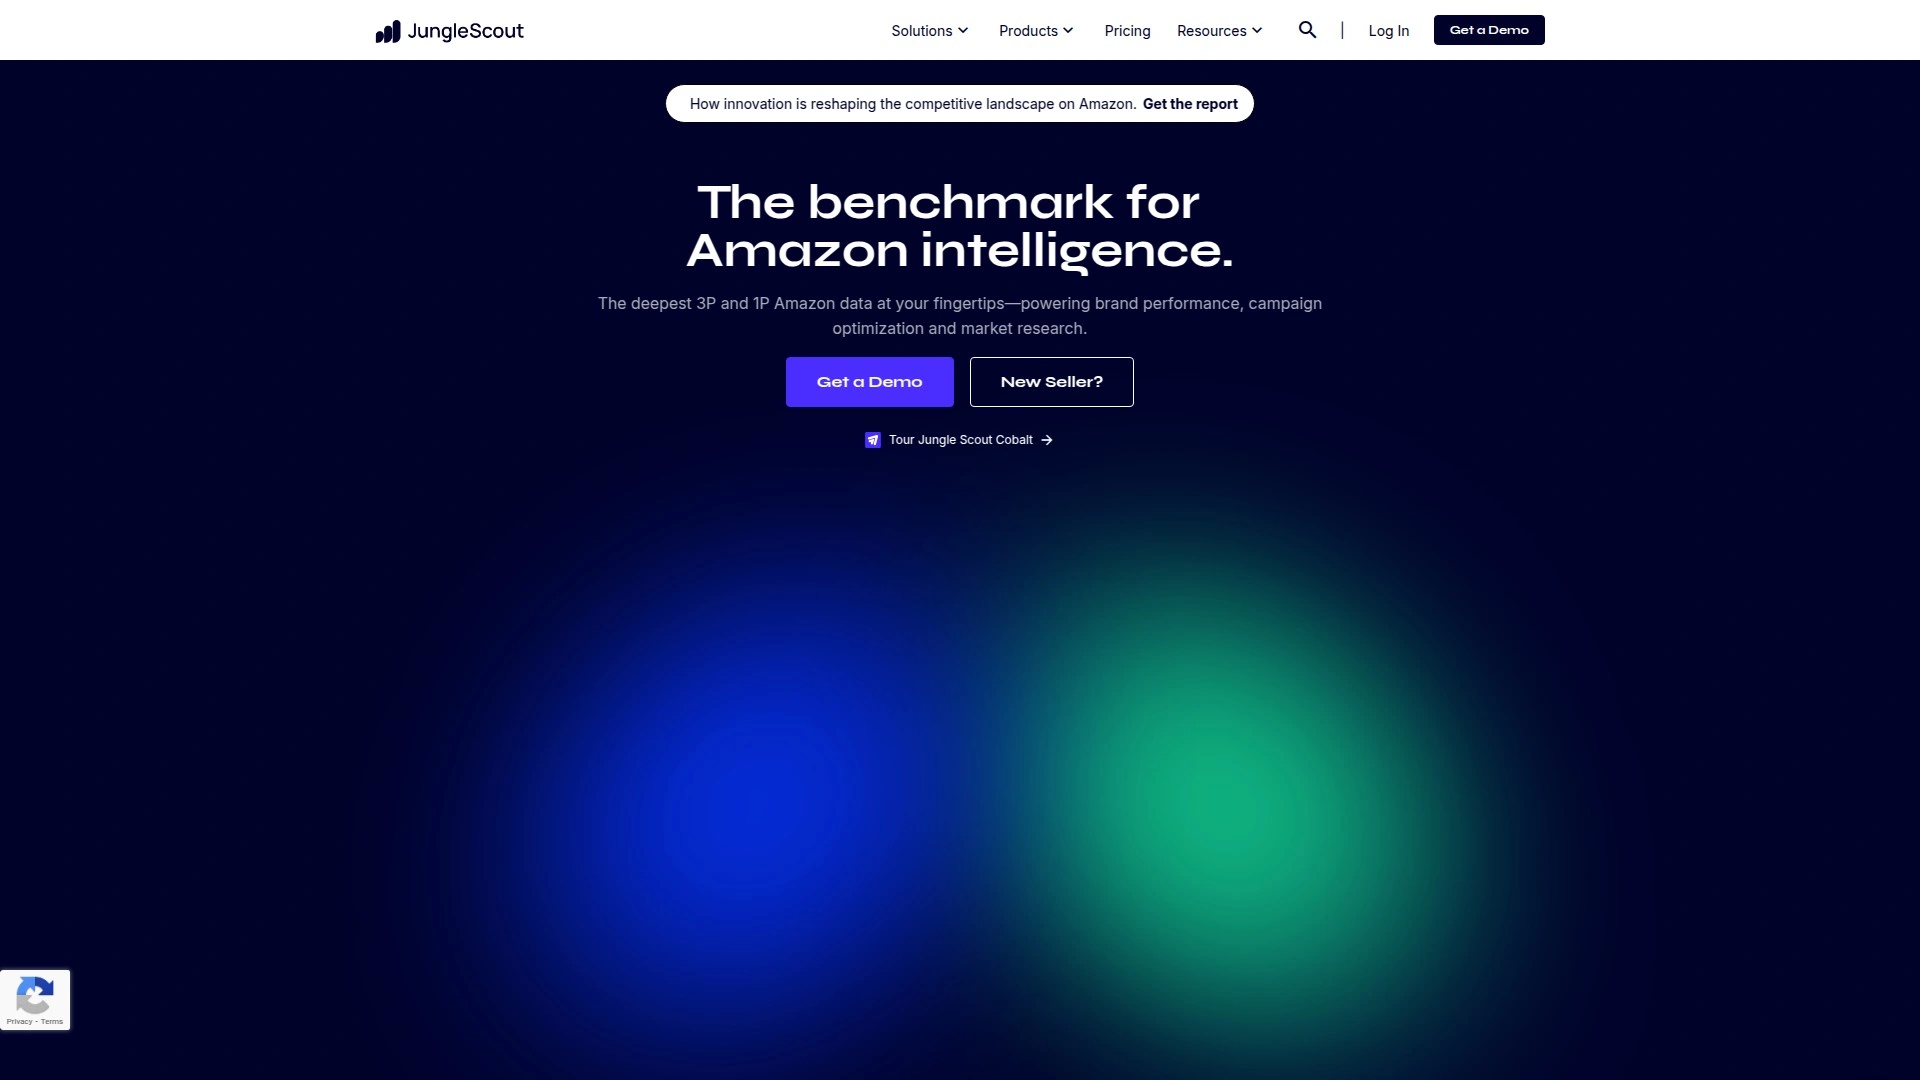 JungleScout
Solutions
Products
Pricing
Resources
|
Log In
Get a Demo
How innovation is reshaping the competitive landscape on Amazon. Get the report
The benchmark for
Amazon intelligence.
The deepest 3P and 1P Amazon data at your fingertips—powering brand performance, campaign
optimization and market research.
Get a Demo
New Seller?
Tour Jungle Scout Cobalt →
Privacy - Terms